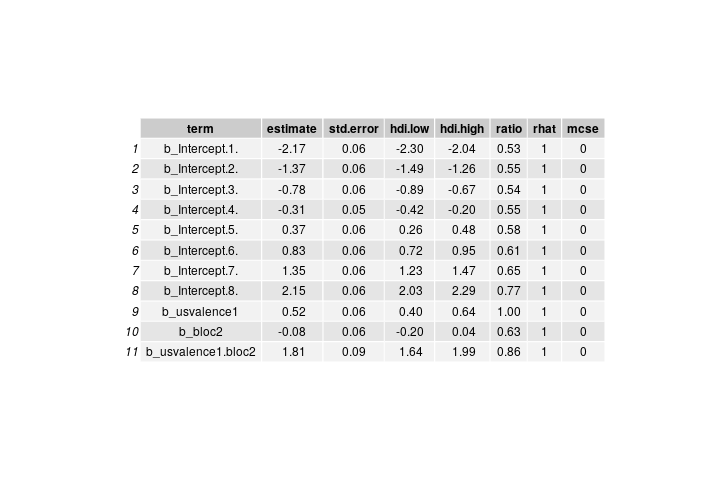 term estimate std.error hdi.low hdi.high ratio rhat mcse
1 b_Intercept.1. -2.17 0.06 -2.30 -2.04 0.53 1 0
2 b_Intercept.2. -1.37 0.06 -1.49 -1.26 0.55 1 0
3 b_Intercept.3. -0.78 0.06 -0.89 -0.67 0.54 1 0
4 b_Intercept.4. -0.31 0.05 -0.42 -0.20 0.55 1 0
5 b_Intercept.5. 0.37 0.06 0.26 0.48 0.58 1 0
6 b_Intercept.6. 0.83 0.06 0.72 0.95 0.61 1 0
7 b_Intercept.7. 1.35 0.06 1.23 1.47 0.65 1 0
8 b_Intercept.8. 2.15 0.06 2.03 2.29 0.77 1 0
9 b_usvalence1 0.52 0.06 0.40 0.64 1.00 1 0
10 b_bloc2 -0.08 0.06 -0.20 0.04 0.63 1 0
11 b_usvalence1.bloc2 1.81 0.09 1.64 1.99 0.86 1 0